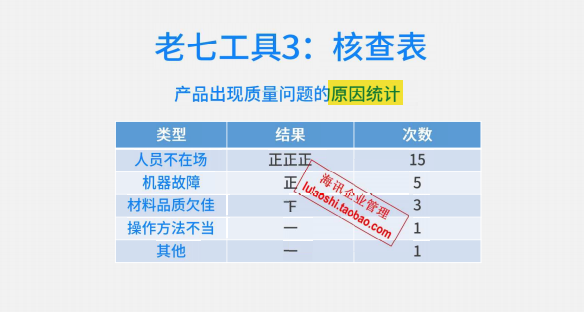 老七工具3：核查表
产品出现质量问题的原因统计
类型 结果 次数
人员不在场 正正正 15
机器故障 正 5
材料品质欠佳 下 3
操作方法不当 一 1
其他 一 1
海讯企业管理
luboshi.taobao.com